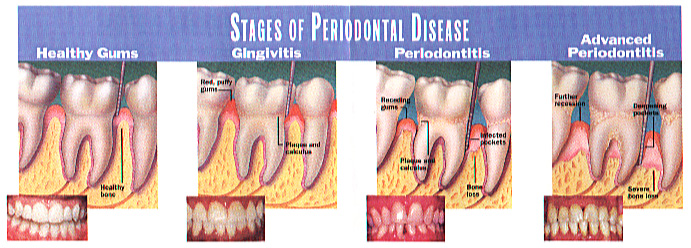 STAGES OF PERIODONTAL DISEASE
Healthy Gums
Gingivitis
Periodontitis
Advanced
Periodontitis
Healthy
bone
Red, puffy
gums
Plaque and
calculus
Receding
gums
Infected
pockets
Plaque and
calculus
Bone
loss
Further
recession
Deepening
pockets
Severe
bone loss